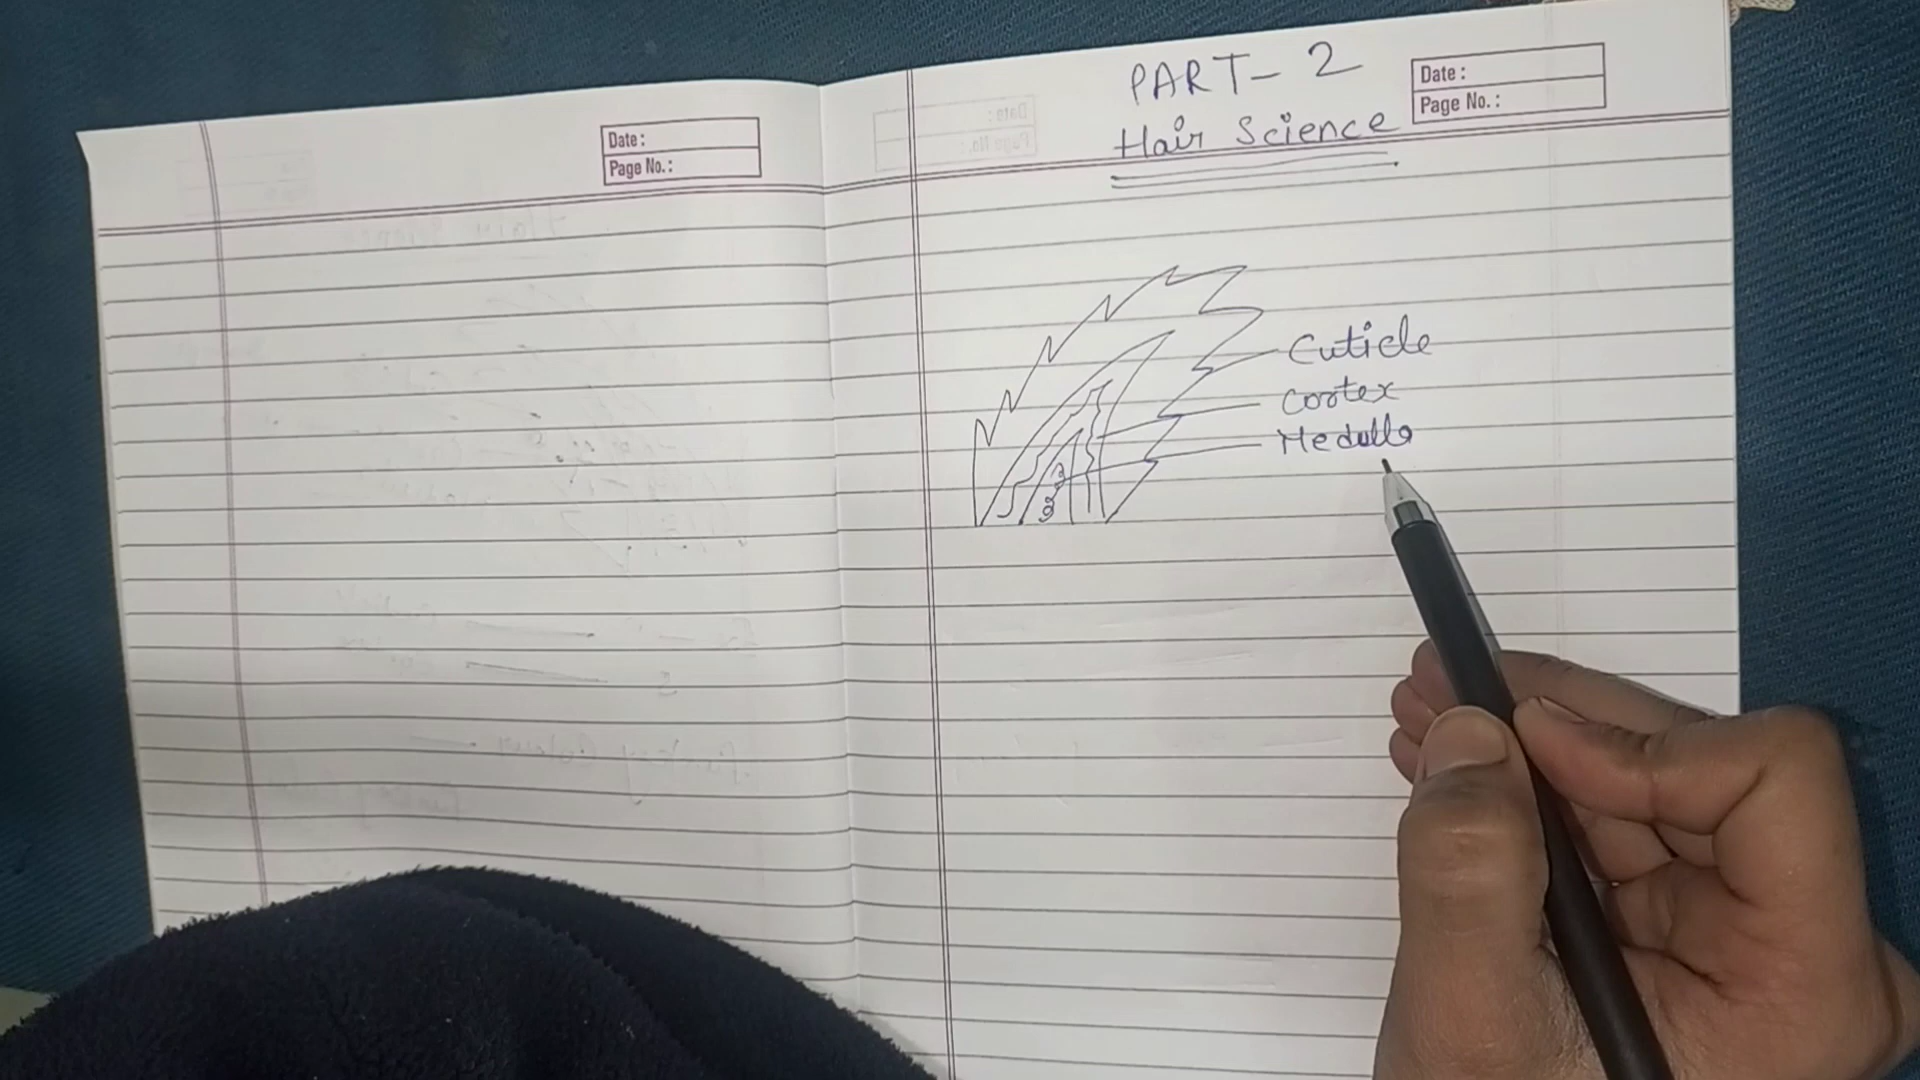 Date :
Page No. :
PART- 2
Hair Science
Date :
Page No. :
Cuticle
Cortex
Medulla